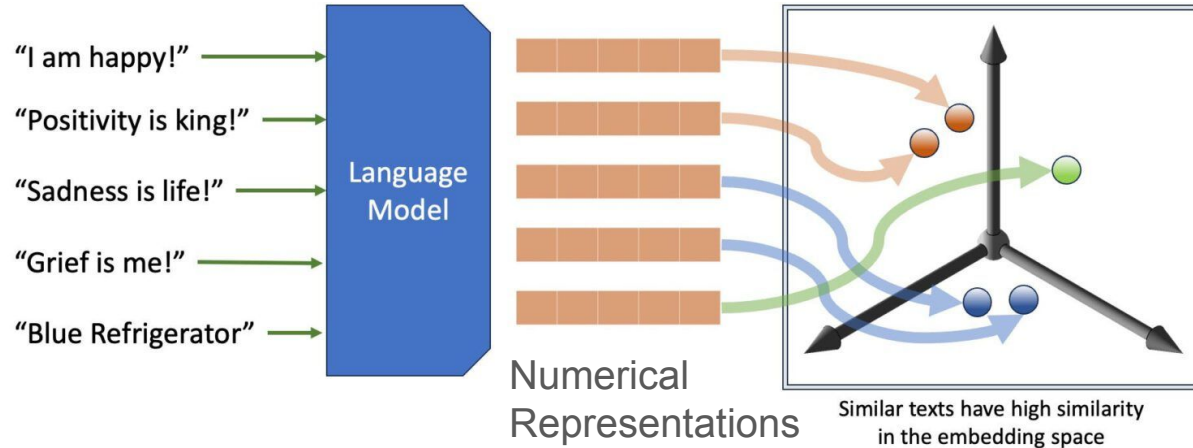 “I am happy!”
“Positivity is king!”
“Sadness is life!”
“Grief is me!”
“Blue Refrigerator”
Language
Model
Numerical
Representations
Similar texts have high similarity
in the embedding space